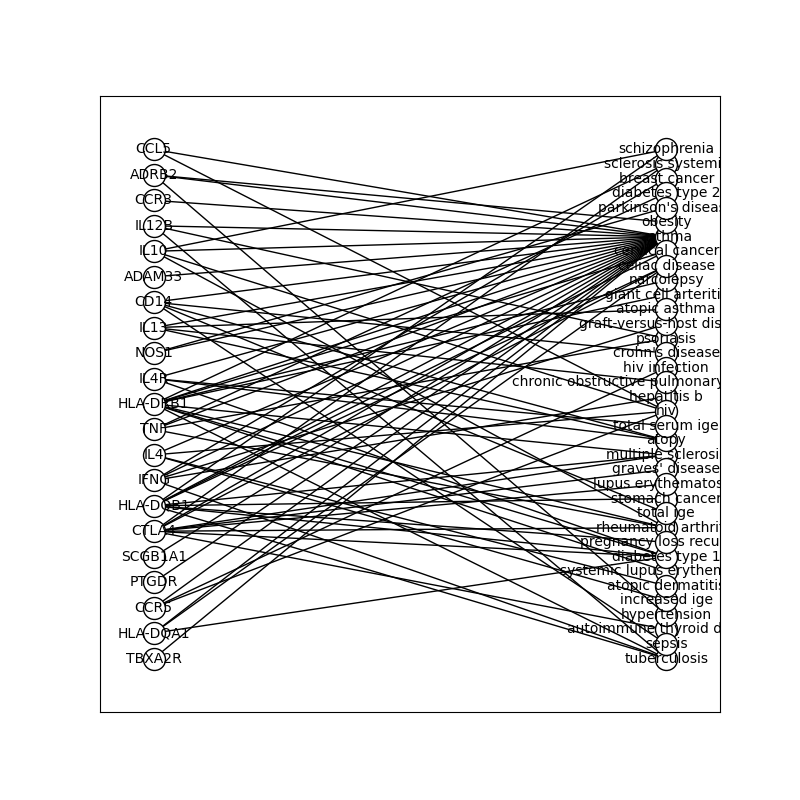 CCL5
ADRB2
CCR3
IL12B
IL10
ADAM33
CD14
IL13
NOS1
IL4R
HLA-DRB1
TNF
IL4
IFNG
HLA-DQB1
CTLA4
SCGB1A1
PTGDR
CCR5
HLA-DQA1
TBXA2R
schizophrenia
sclerosis systemi
breast cancer
diabetes type 2
parkinson's diseas
obesity
cancer
celiac disease
narcolepsy
giant cell arteriti
atopic asthma
graft-versus-host dis
psoriasis
crohn's disease
hiv infection
chronic obstructive pulmonary
hepatitis b
hiv
total serum ige
atopy
multiple sclerosi
graves' disease
lupus erythematos
stomach cancer
total ige
rheumatoid arthrit
pregnancy loss recu
diabetes type 1
systemic lupus erythem
atopic dermatitis
increased ige
hypertension
autoimmune thyroid d
sepsis
tuberculosis